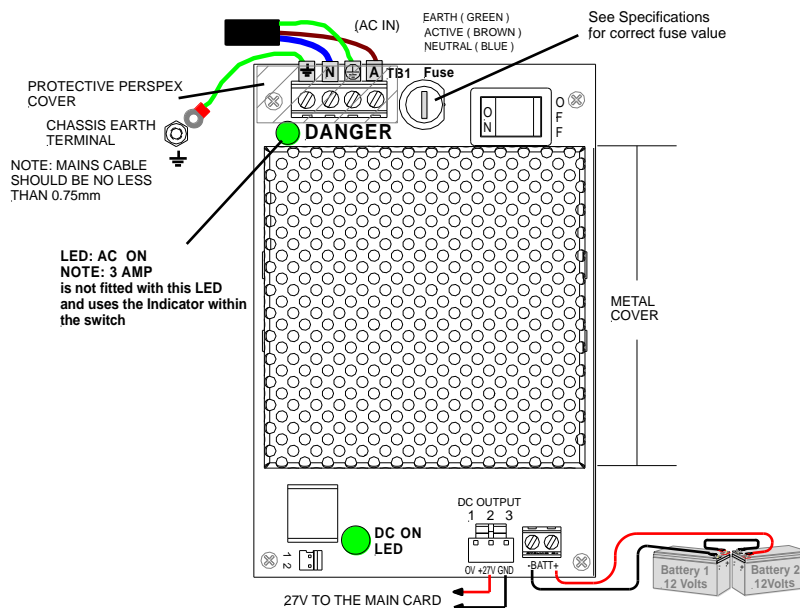 (AC IN)
EARTH ( GREEN )
ACTIVE ( BROWN )
NEUTRAL ( BLUE )
See Specifications
for correct fuse value
PROTECTIVE PERSPEX
COVER
N
A
TB1
Fuse
CHASSIS EARTH
TERMINAL
DANGER
ON
OFF
NOTE: MAINS CABLE
SHOULD BE NO LESS
THAN 0.75mm
LED: AC ON
NOTE: 3 AMP
is not fitted with this LED
and uses the Indicator within
the switch
METAL
COVER
DC OUTPUT
1 2 3
DC ON
LED
1 2
0V +27V GND
-BATT+
Battery 1
12 Volts
Battery 2
12Volts
27V TO THE MAIN CARD